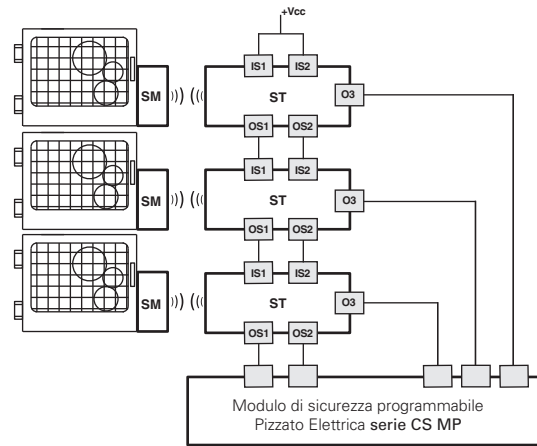 +Vcc
IS1 IS2
SM ST O3
OS1 OS2
IS1 IS2
SM ST O3
OS1 OS2
IS1 IS2
SM ST O3
OS1 OS2
Modulo di sicurezza programmabile
Pizzato Elettrica serie CS MP